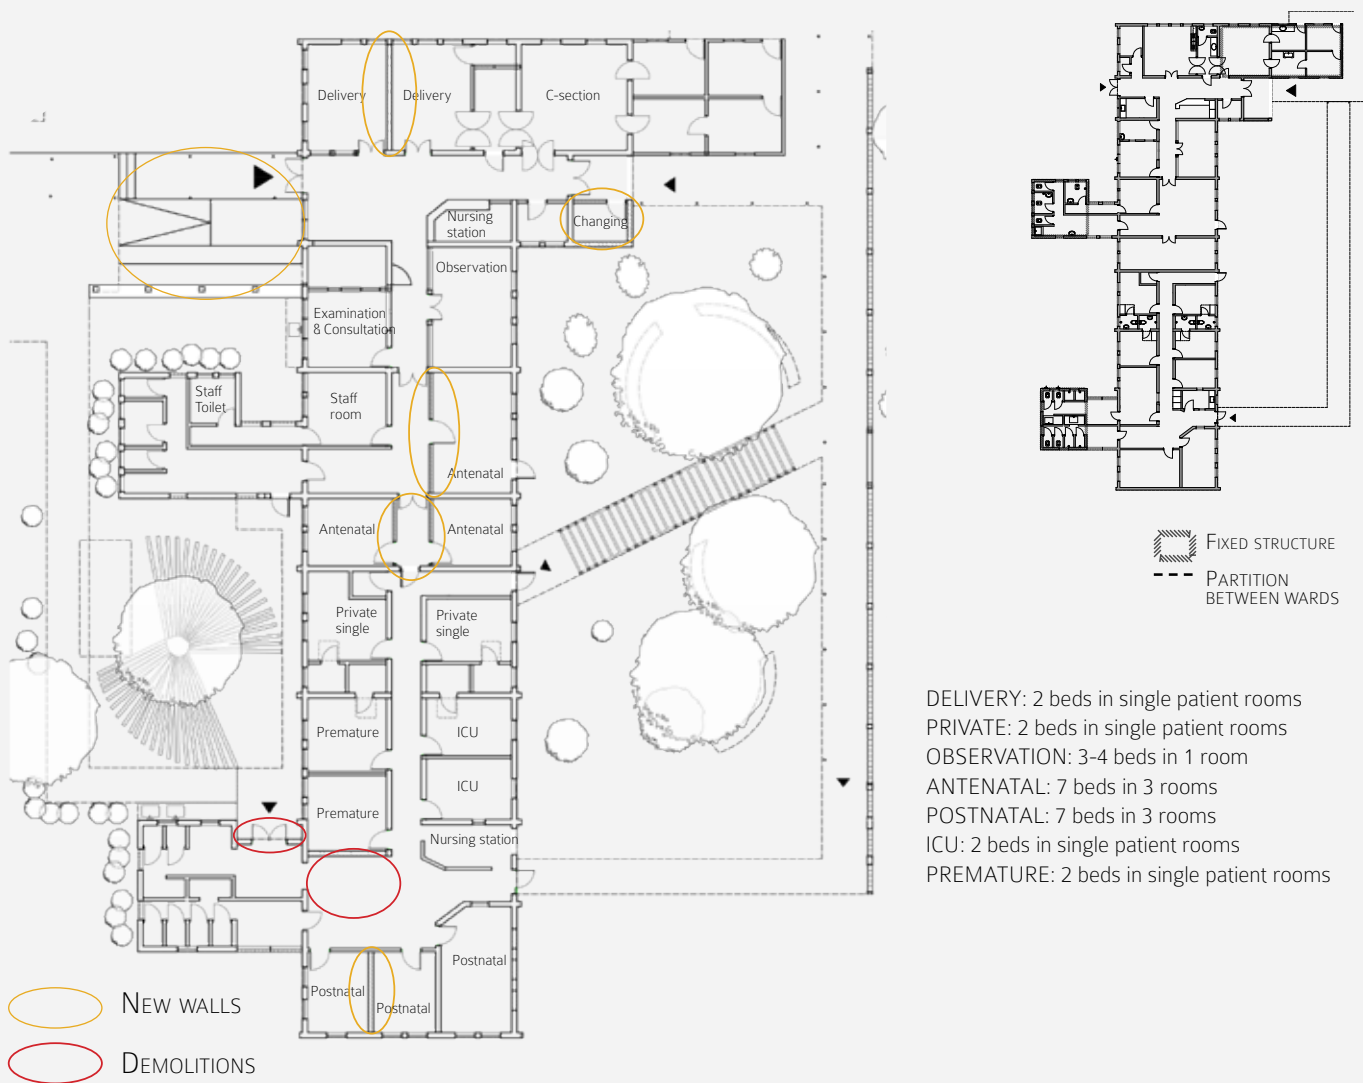 Delivery
Delivery
C-section
Nursing
station
Changing
Observation
Examination
& Consultation
Staff
Toilet
Staff
room
Antenatal
Antenatal
Antenatal
Private
single
Private
single
Premature
ICU
Premature
ICU
Nursing station
Postnatal
Postnatal
Postnatal
NEW WALLS
DEMOLITIONS
FIXED STRUCTURE
PARTITION
BETWEEN WARDS
DELIVERY: 2 beds in single patient rooms
PRIVATE: 2 beds in single patient rooms
OBSERVATION: 3-4 beds in 1 room
ANTENATAL: 7 beds in 3 rooms
POSTNATAL: 7 beds in 3 rooms
ICU: 2 beds in single patient rooms
PREMATURE: 2 beds in single patient rooms